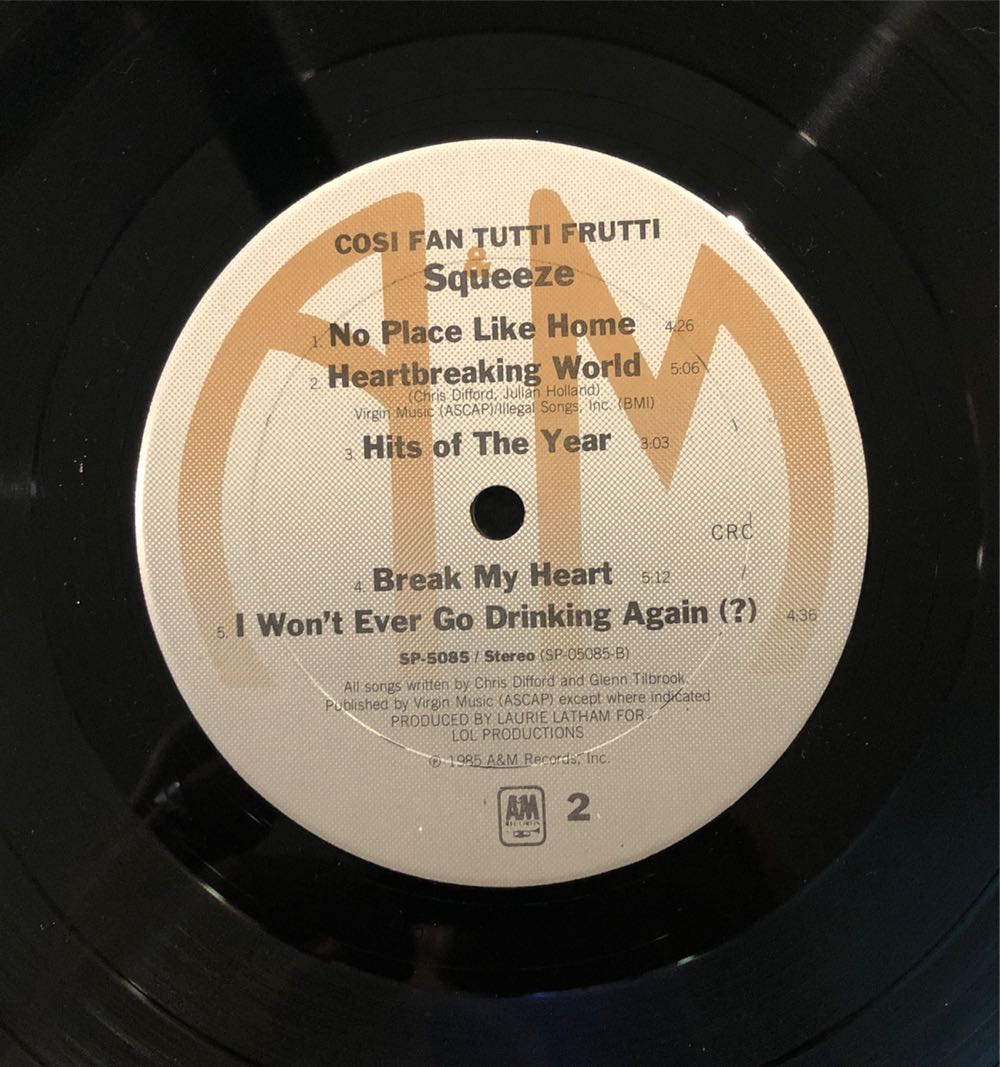 &
COSI FAN TUTTI FRUTTI
Squeeze
1. No Place Like Home 4:26
2. Heartbreaking World 5:06
(Chris Difford, Julian Holland)
Virgin Music (ASCAP)/Illegal Songs, Inc. (BMI)
3. Hits of The Year 3:03
CRC
4. Break My Heart 5:12
5. I Won't Ever Go Drinking Again (?) 4:36
SP-5085 / Stereo (SP-05085-B)
All songs written by Chris Difford and Glenn Tilbrook.
Published by Virgin Music (ASCAP) except where indicated
PRODUCED BY LAURIE LATHAM FOR
LOL PRODUCTIONS
℗ 1985 A&M Records, Inc.
A&M RECORDS 2